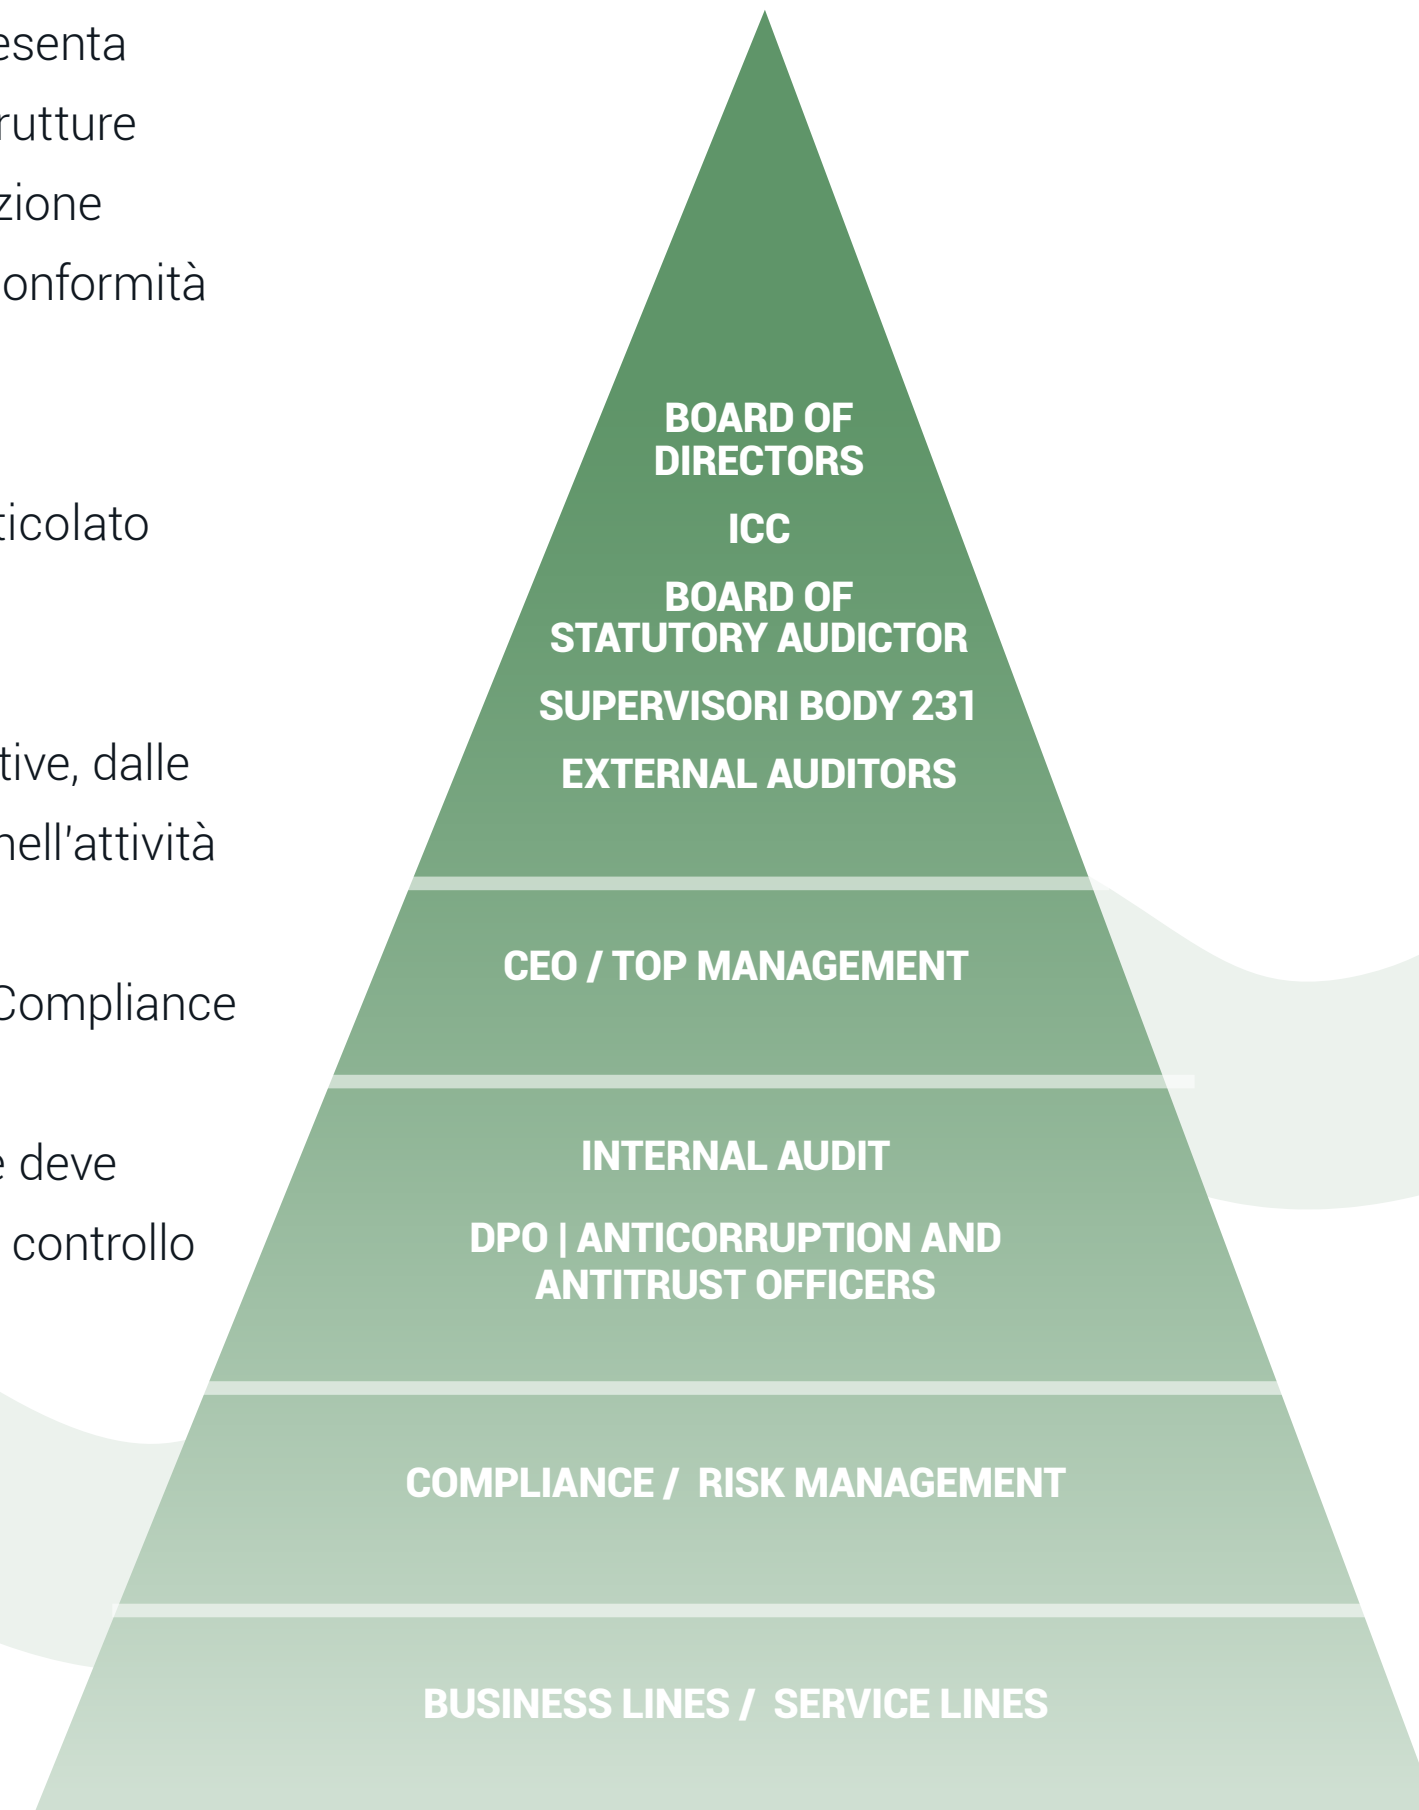 esenta
rutture
zione
onformità
ticolato
tive, dalle
nell'attività
Compliance
e deve
controllo
BOARD OF
DIRECTORS
ICC
BOARD OF
STATUTORY AUDICTOR
SUPERVISORI BODY 231
EXTERNAL AUDITORS
CEO / TOP MANAGEMENT
INTERNAL AUDIT
DPO | ANTICORRUPTION AND
ANTITRUST OFFICERS
COMPLIANCE / RISK MANAGEMENT
BUSINESS LINES / SERVICE LINES